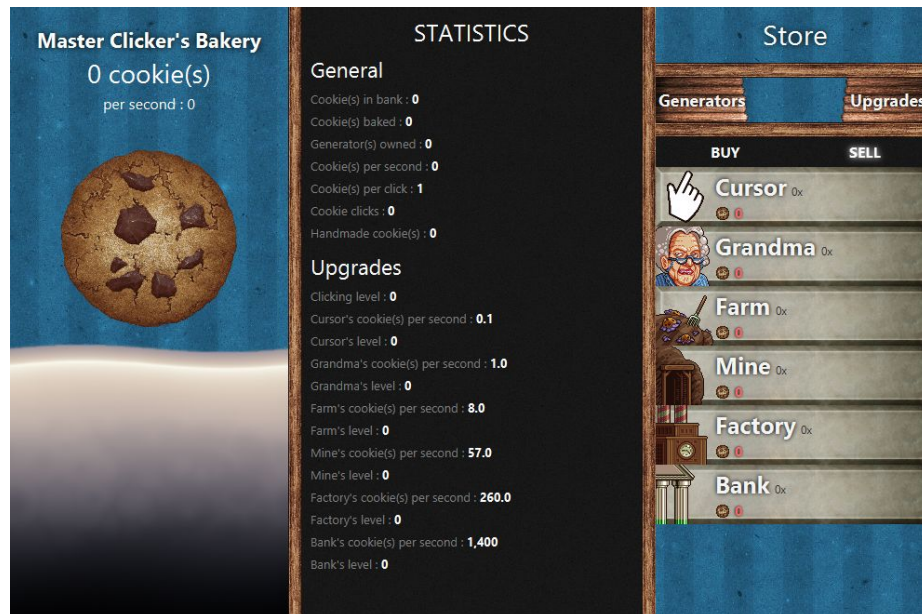 Master Clicker's Bakery
0 cookie(s)
per second : 0
STATISTICS
General
Cookie(s) in bank : 0
Cookie(s) baked : 0
Generator(s) owned : 0
Cookie(s) per second : 0
Cookie(s) per click : 1
Cookie clicks : 0
Handmade cookie(s) : 0
Upgrades
Clicking level : 0
Cursor's cookie(s) per second : 0.1
Cursor's level : 0
Grandma's cookie(s) per second : 1.0
Grandma's level : 0
Farm's cookie(s) per second : 8.0
Farm's level : 0
Mine's cookie(s) per second : 57.0
Mine's level : 0
Factory's cookie(s) per second : 260.0
Factory's level : 0
Bank's cookie(s) per second : 1,400
Bank's level : 0
Store
Generators Upgrades
BUY SELL
Cursor 0x
0
Grandma 0x
0
Farm 0x
0
Mine 0x
0
Factory 0x
0
Bank 0x
0